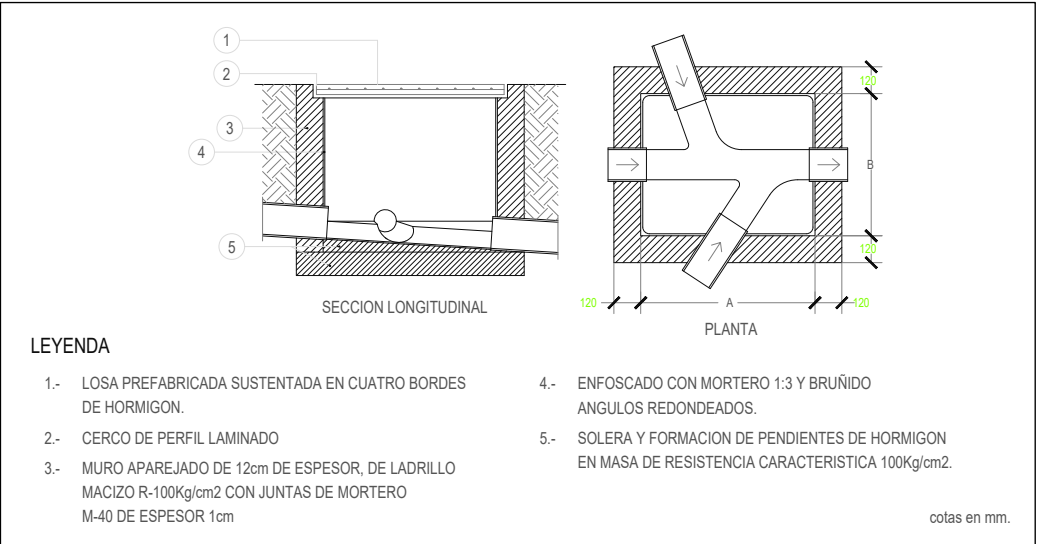 1
2
3
4
5
SECCION LONGITUDINAL
120
B
120
120
A
120
PLANTA
LEYENDA
1.- LOSA PREFABRICADA SUSTENTADA EN CUATRO BORDES
DE HORMIGON.
2.- CERCO DE PERFIL LAMINADO
3.- MURO APAREJADO DE 12cm DE ESPESOR, DE LADRILLO
MACIZO R-100Kg/cm2 CON JUNTAS DE MORTERO
M-40 DE ESPESOR 1cm
4.- ENFOSCADO CON MORTERO 1:3 Y BRUÑIDO
ANGULOS REDONDEADOS.
5.- SOLERA Y FORMACION DE PENDIENTES DE HORMIGON
EN MASA DE RESISTENCIA CARACTERISTICA 100Kg/cm2.
cotas en mm.